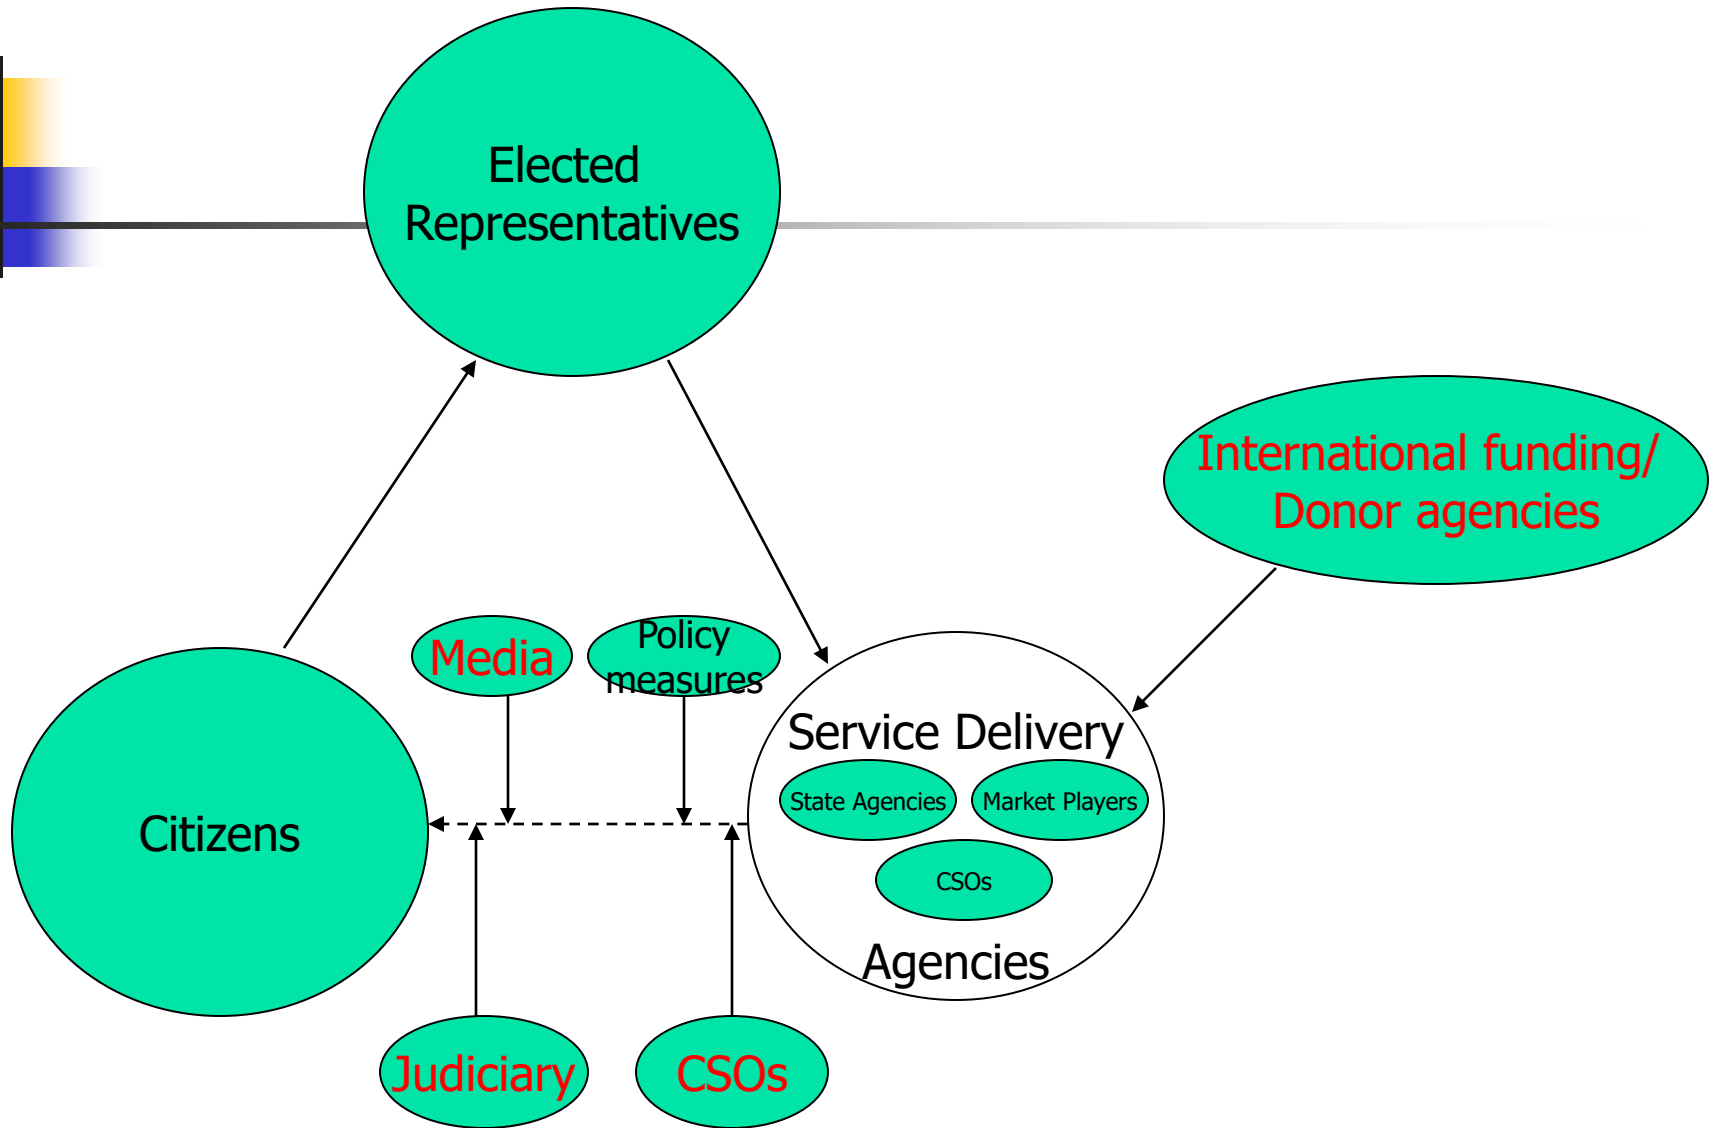 Elected
Representatives
International funding/
Donor agencies
Media
Policy
measures
Service Delivery
State Agencies
Market Players
Citizens
CSOs
Agencies
Judiciary
CSOs